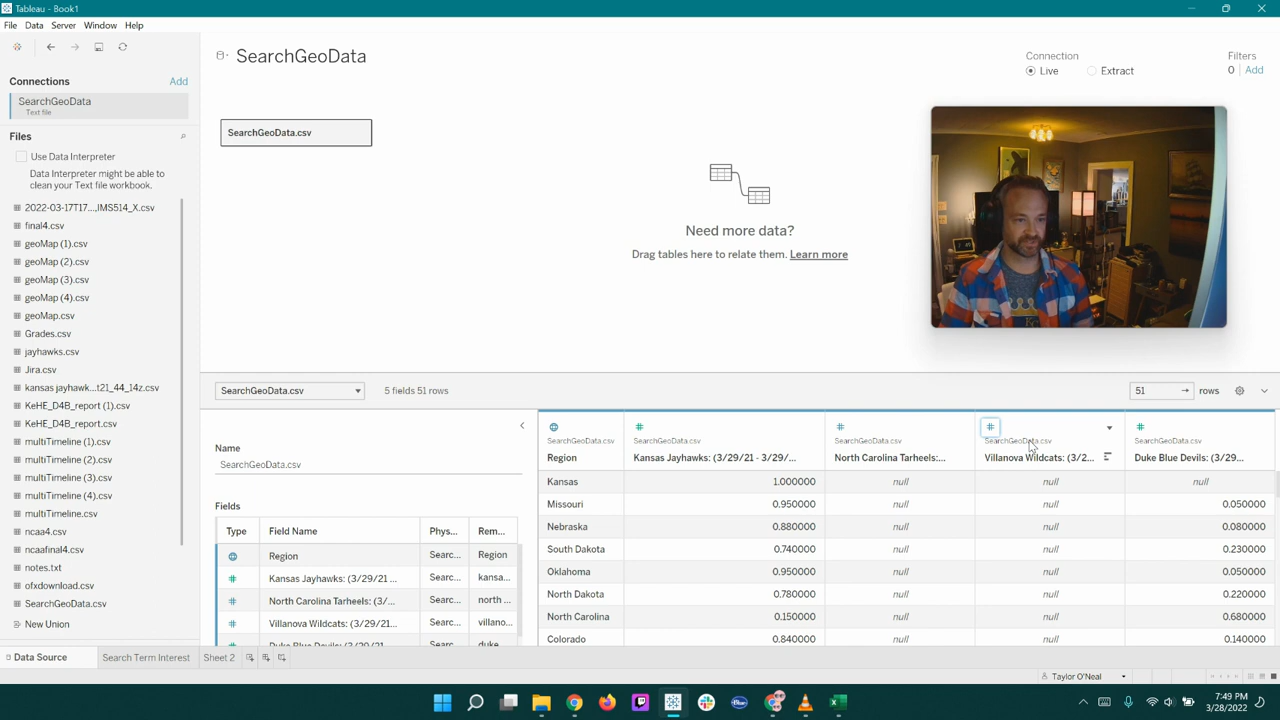 Tableau - Book1
File Data Server Window Help
Connections Add
SearchGeoData
Text file
Files
Use Data Interpreter
Data Interpreter might be able to
clean your Text file workbook.
2022-03-17T17...,IMS514_X.csv
final4.csv
geoMap (1).csv
geoMap (2).csv
geoMap (3).csv
geoMap (4).csv
geoMap.csv
Grades.csv
jayhawks.csv
Jira.csv
kansas jayhawk...t21_44_14z.csv
KeHE_D4B_report (1).csv
KeHE_D4B_report.csv
multiTimeline (1).csv
multiTimeline (2).csv
multiTimeline (3).csv
multiTimeline (4).csv
multiTimeline.csv
ncaa4.csv
ncaafinal4.csv
notes.txt
ofxdownload.csv
SearchGeoData.csv
New Union
SearchGeoData
Connection
Live Extract
Filters
0 Add
SearchGeoData.csv
Need more data?
Drag tables here to relate them. Learn more
SearchGeoData.csv 5 fields 51 rows 51 → rows
Name
SearchGeoData.csv
Fields
Type Field Name Phys... Rem...
Region Searc... Region
# Kansas Jayhawks: (3/29/21 ... Searc... kansa...
# North Carolina Tarheels: (3/... Searc... north ...
# Villanova Wildcats: (3/29/21... Searc... villano...
# Duke Blue Devils: (3/29/21 ... Searc... duke
# # # #
SearchGeoData.csv SearchGeoData.csv SearchGeoData.csv SearchGeoData.csv SearchGeoData.csv
Region Kansas Jayhawks: (3/29/21 - 3/29/... North Carolina Tarheels:... Villanova Wildcats: (3/2... Duke Blue Devils: (3/29...
Kansas 1.000000 null null null
Missouri 0.950000 null null 0.050000
Nebraska 0.880000 null null 0.080000
South Dakota 0.740000 null null 0.230000
Oklahoma 0.950000 null null 0.050000
North Dakota 0.780000 null null 0.220000
North Carolina 0.150000 null null 0.680000
Colorado 0.840000 null null 0.140000
Data Source Search Term Interest Sheet 2
Taylor O'Neal
7:49 PM
3/28/2022